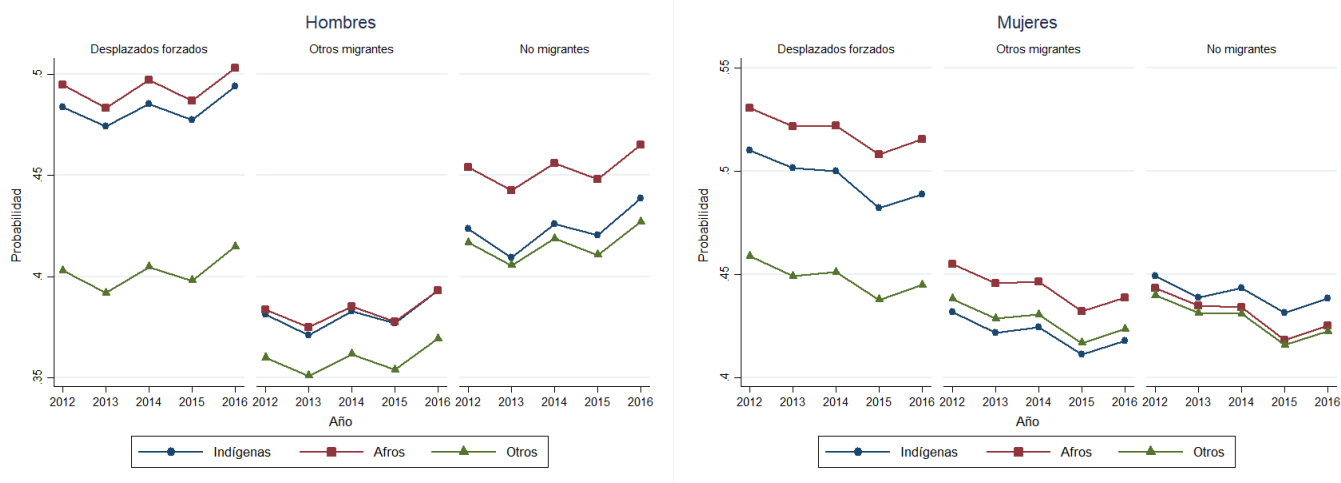 Hombres
Desplazados forzados Otros migrantes No migrantes
Probabilidad
.5
.45
.4
.35
2012 2013 2014 2015 2016 2012 2013 2014 2015 2016 2012 2013 2014 2015 2016
Año
Indígenas Afros Otros
Mujeres
Desplazados forzados Otros migrantes No migrantes
Probabilidad
.55
.5
.45
.4
2012 2013 2014 2015 2016 2012 2013 2014 2015 2016 2012 2013 2014 2015 2016
Año
Indígenas Afros Otros